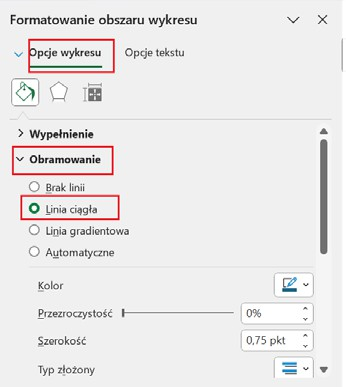 Formatowanie obszaru wykresu
Opcje wykresu Opcje tekstu
Wypełnienie
Obramowanie
Brak linii
Linia ciągła
Linia gradientowa
Automatyczne
Kolor
Przezroczystość 0%
Szerokość 0,75 pkt
Typ złożony